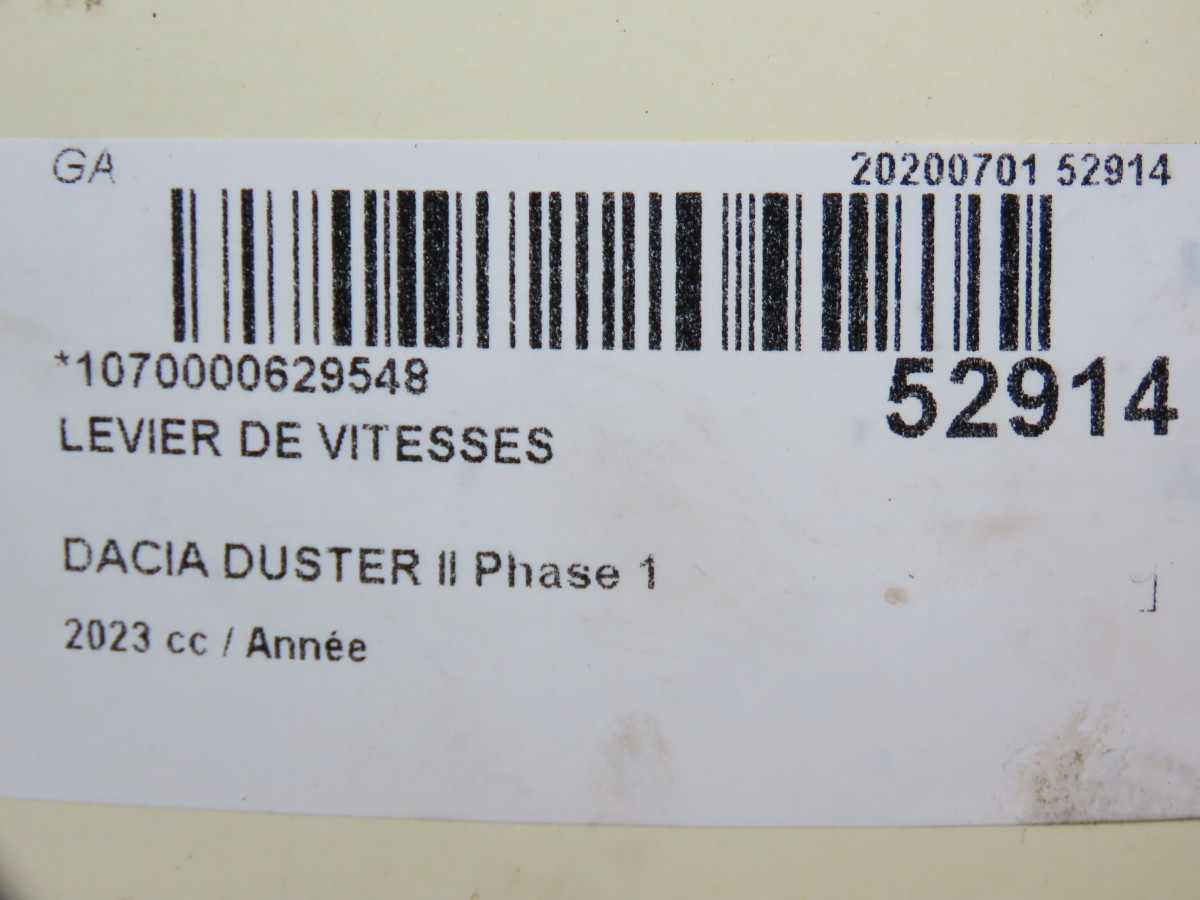 GA
20200701 52914
*1070000629548
52914
LEVIER DE VITESSES
DACIA DUSTER II Phase 1
2023 cc / Année